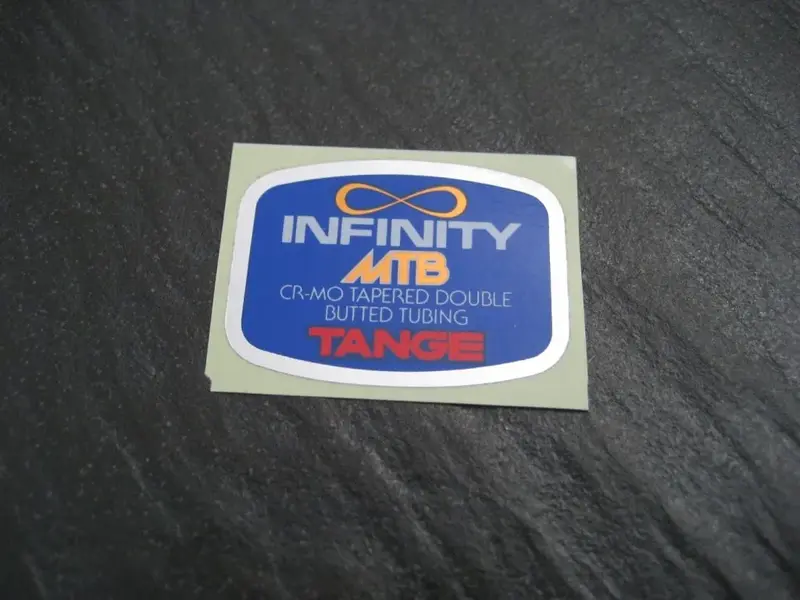 INFINITY
MTB
CR-MO TAPERED DOUBLE
BUTTED TUBING
TANGE